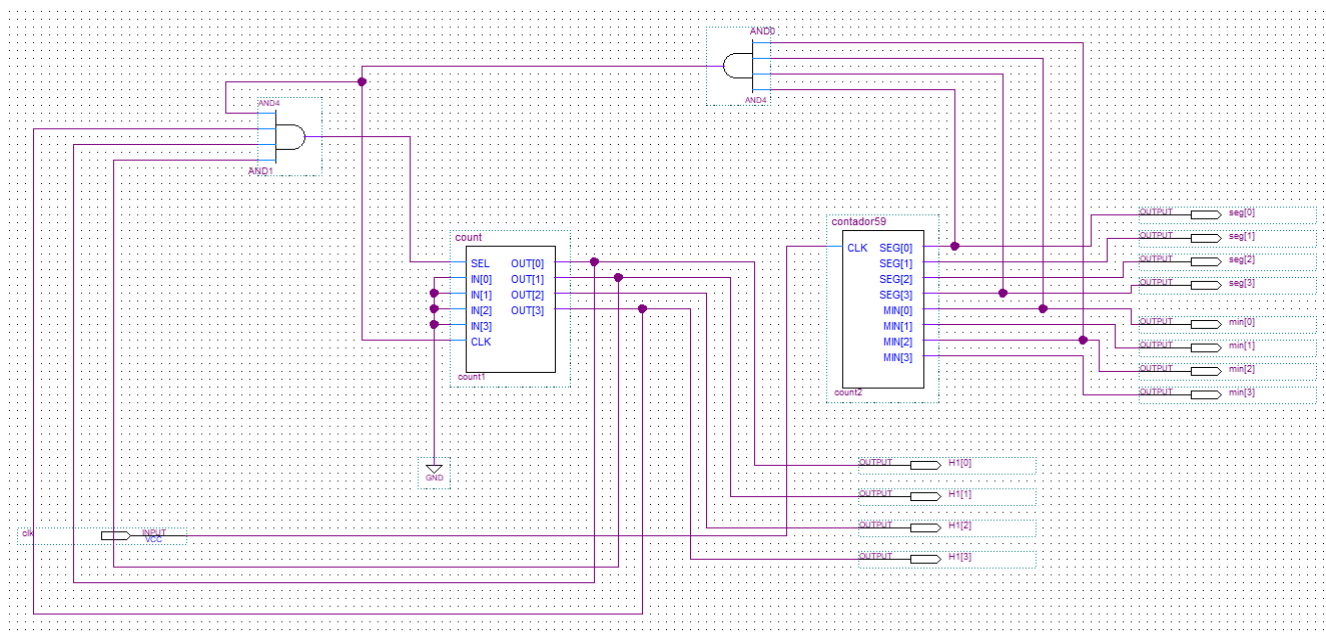 AND0
AND4
AND4
AND1
count
SEL OUT[0]
IN[0] OUT[1]
IN[1] OUT[2]
IN[2] OUT[3]
IN[3]
CLK
count1
GND
contador59
CLK SEG[0]
SEG[1]
SEG[2]
SEG[3]
MIN[0]
MIN[1]
MIN[2]
MIN[3]
count2
OUTPUT seg[0]
OUTPUT seg[1]
OUTPUT seg[2]
OUTPUT seg[3]
OUTPUT min[0]
OUTPUT min[1]
OUTPUT min[2]
OUTPUT min[3]
OUTPUT H1[0]
OUTPUT H1[1]
OUTPUT H1[2]
OUTPUT H1[3]
clk INPUT
VCC